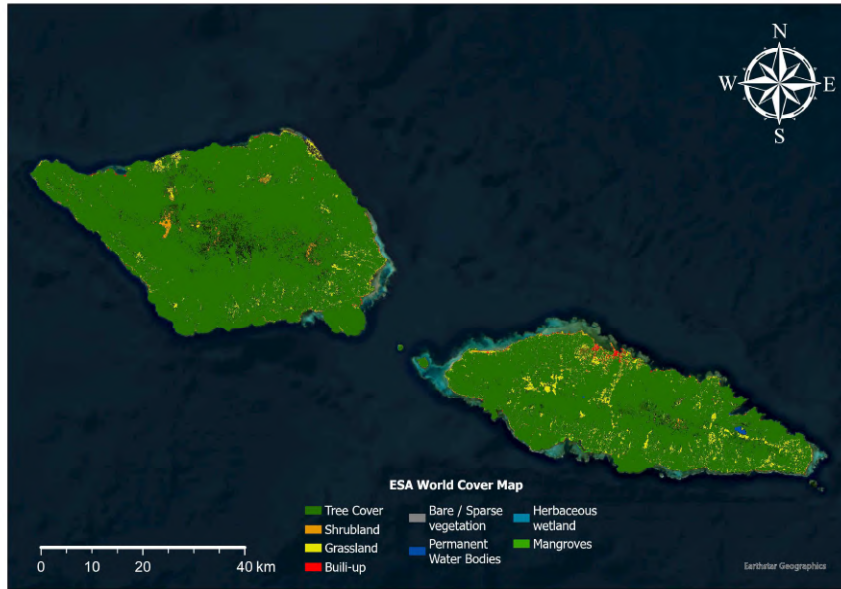 N
W E
S
ESA World Cover Map
Tree Cover
Shrubland
Grassland
Buili-up
Bare / Sparse
vegetation
Permanent
Water Bodies
Herbaceous
wetland
Mangroves
0 10 20 40 km
Earthstar Geographics